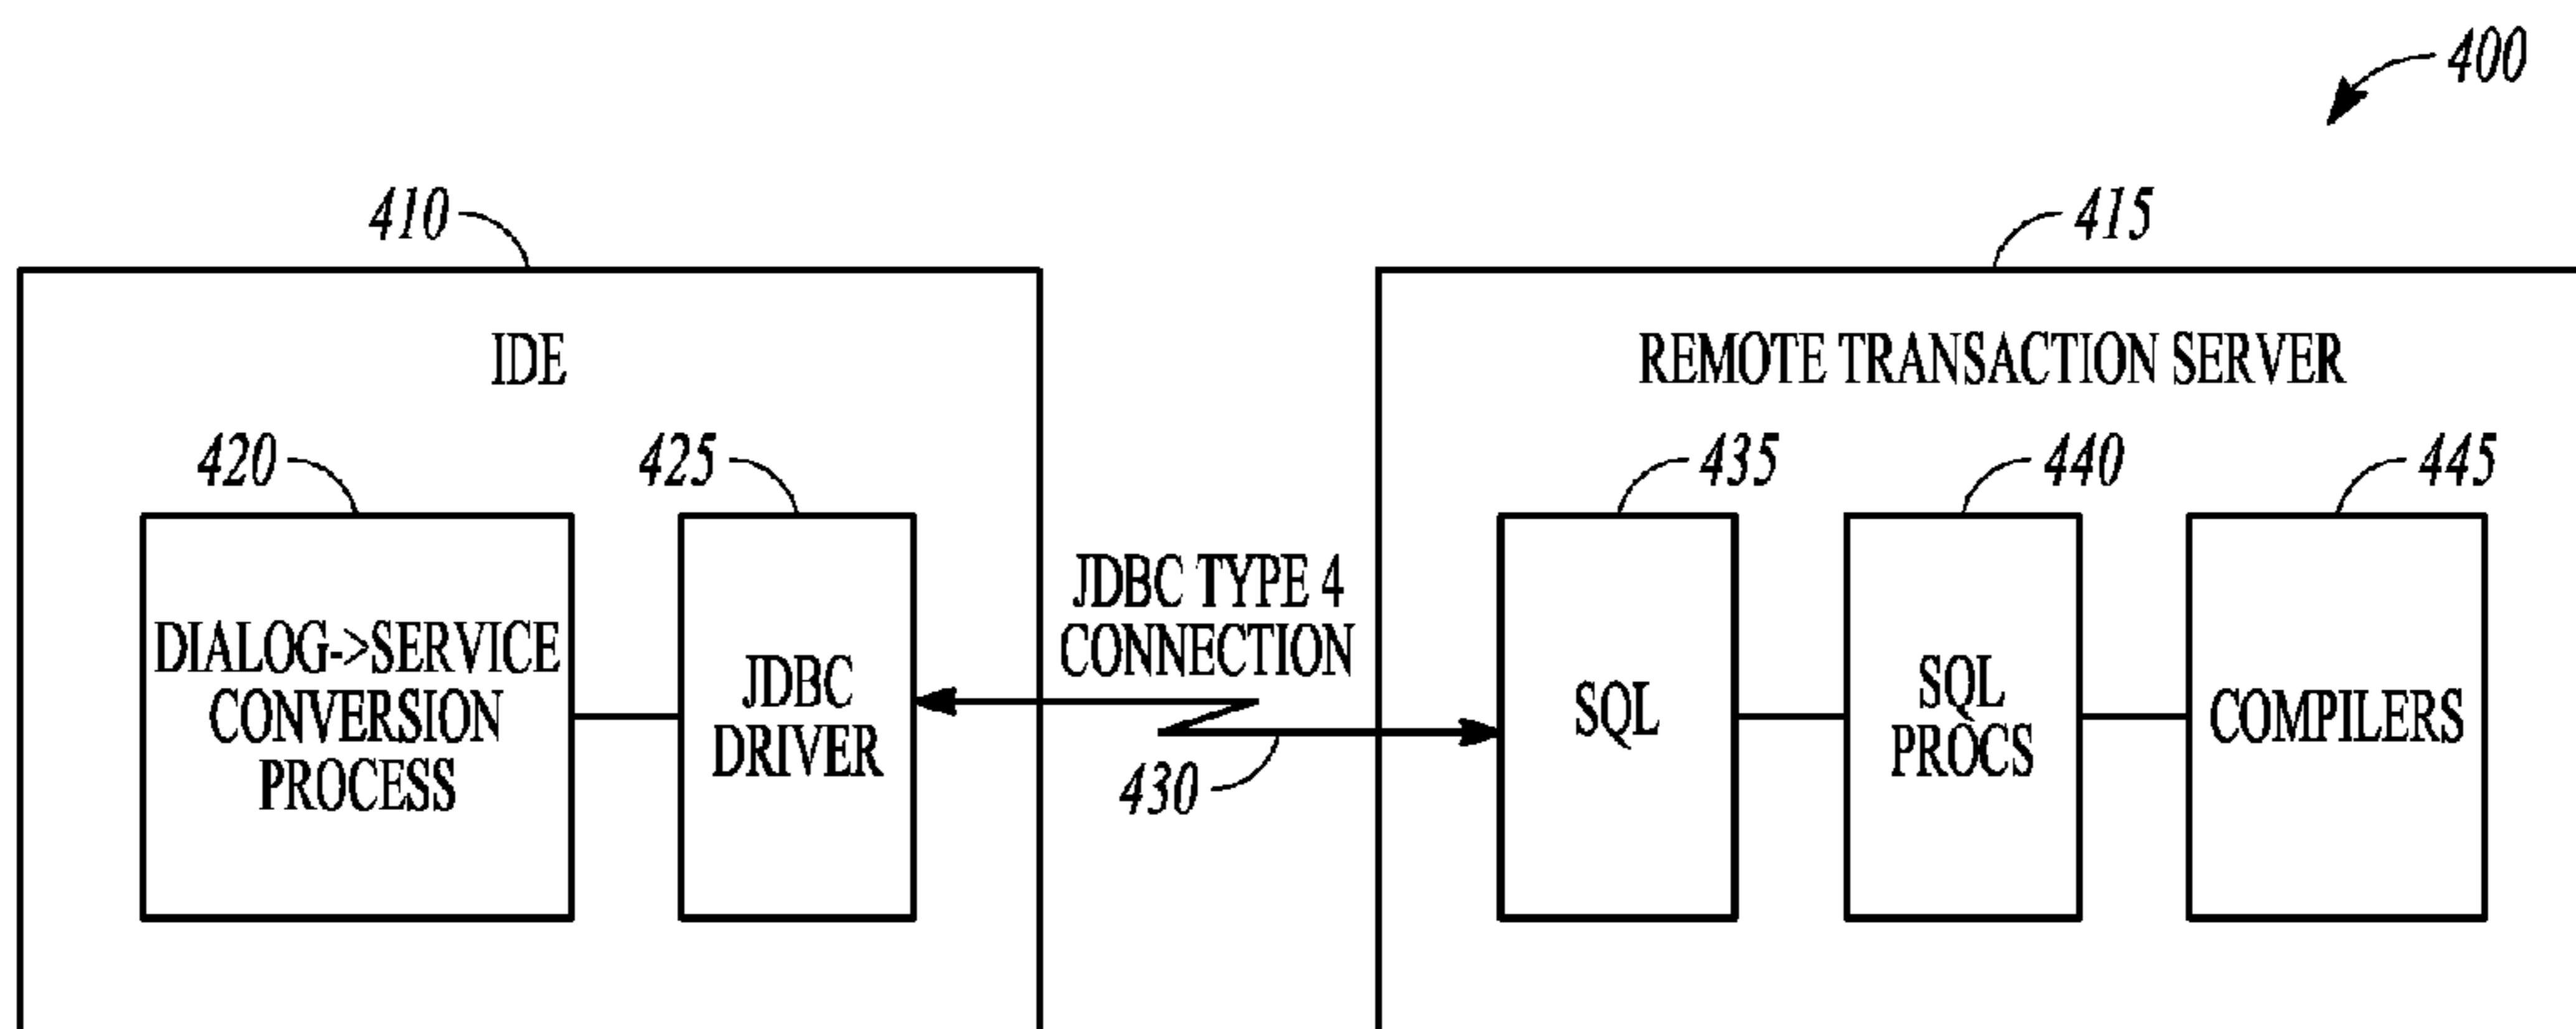 400
410
415
IDE
REMOTE TRANSACTION SERVER
420
425
435
440
445
DIALOG->SERVICE
CONVERSION
PROCESS
JDBC
DRIVER
JDBC TYPE 4
CONNECTION
430
SQL
SQL
PROCS
COMPILERS